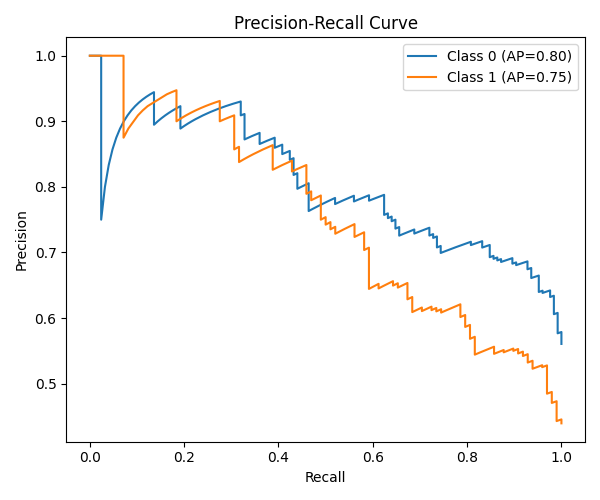 Precision-Recall Curve
Class 0 (AP=0.80)
Class 1 (AP=0.75)
1.0
0.9
0.8
0.7
0.6
0.5
Precision
0.0 0.2 0.4 0.6 0.8 1.0
Recall